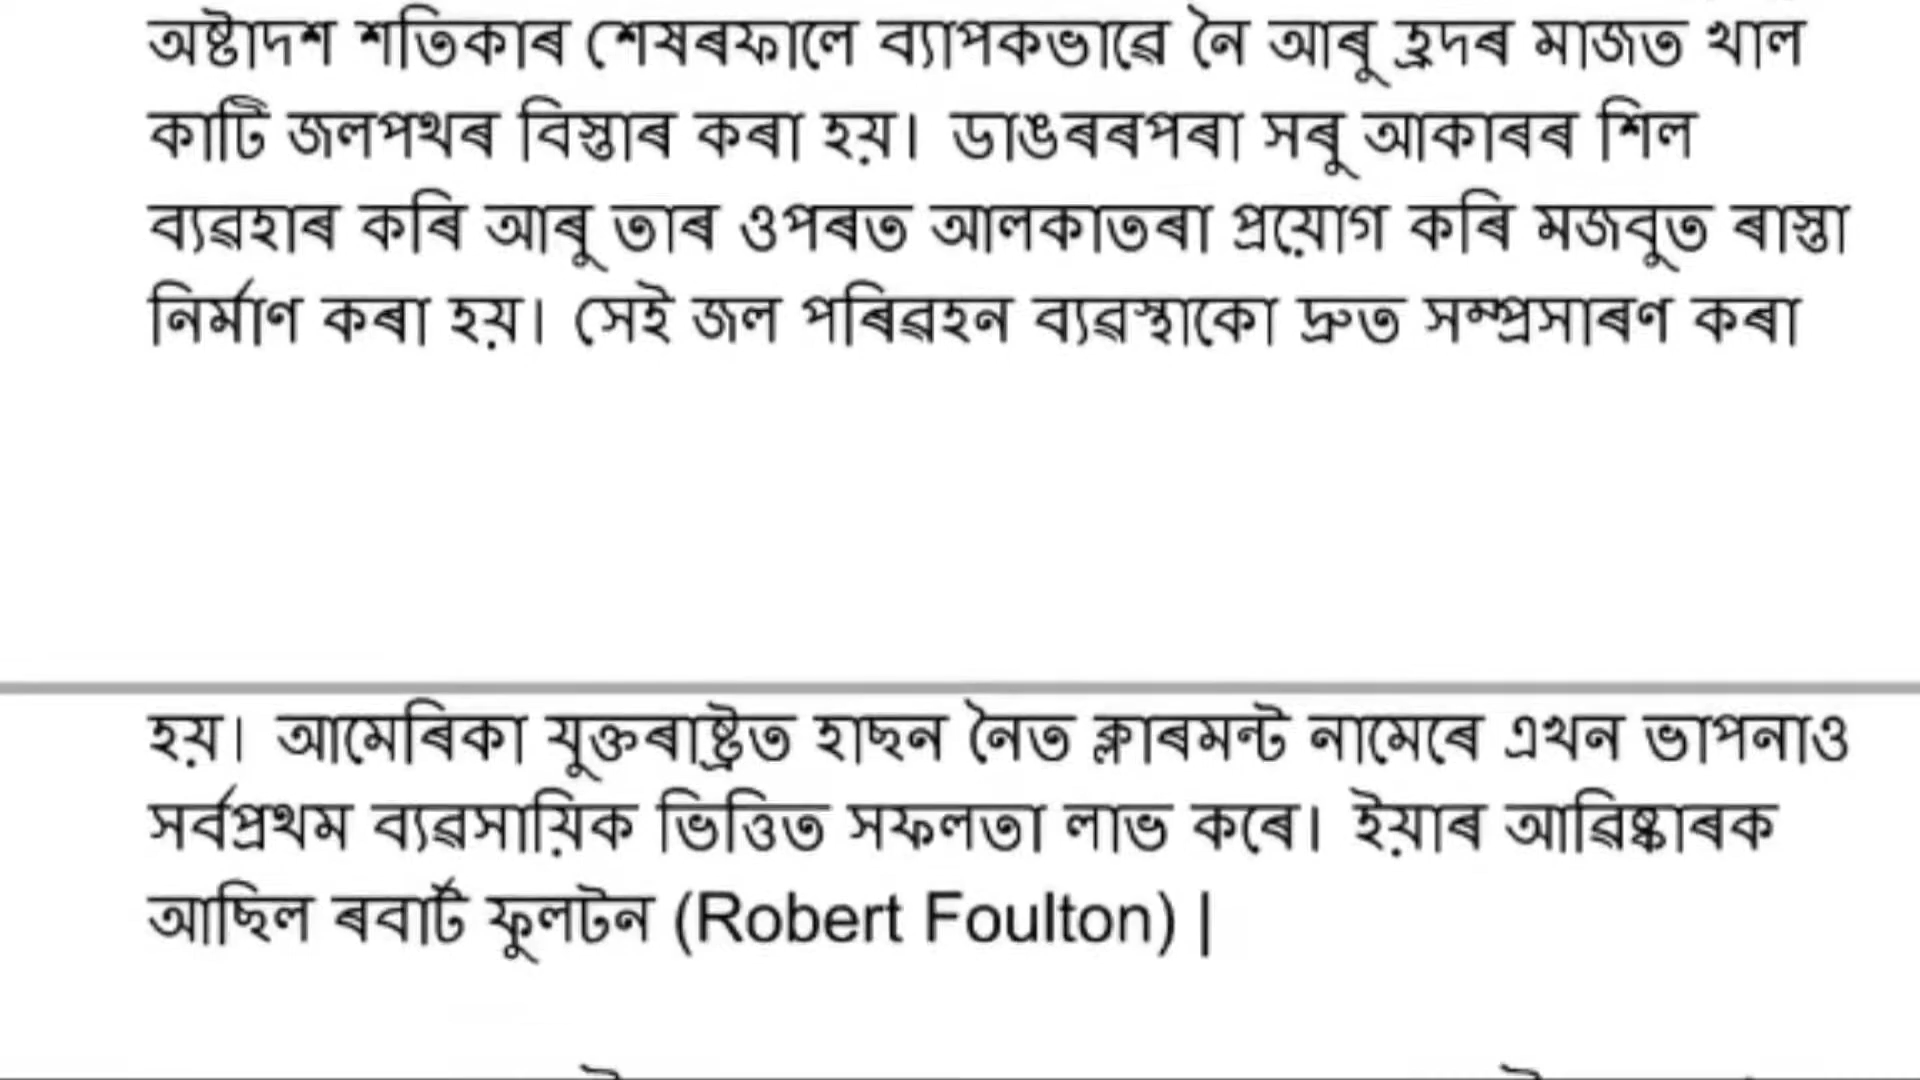 অষ্টাদশ শতিকাৰ শেষৰফালে ব্যাপকভাৱে নৈ আৰু হ্ৰদৰ মাজত খাল
কাটি জলপথৰ বিস্তাৰ কৰা হয়। ডাঙৰৰপৰা সৰু আকাৰৰ শিল
ব্যৱহাৰ কৰি আৰু তাৰ ওপৰত আলকাতৰা প্ৰয়োগ কৰি মজবুত ৰাস্তা
নিৰ্মাণ কৰা হয়। সেই জল পৰিৱহন ব্যৱস্থাকো দ্ৰুত সম্প্ৰসাৰণ কৰা
হয়। আমেৰিকা যুক্তৰাষ্ট্ৰত হাছন নৈত ক্লাৰমন্ট নামেৰে এখন ভাপনাও
সৰ্বপ্ৰথম ব্যৱসায়িক ভিত্তিত সফলতা লাভ কৰে। ইয়াৰ আৱিষ্কাৰক
আছিল ৰবাৰ্ট ফুলটন (Robert Foulton) |